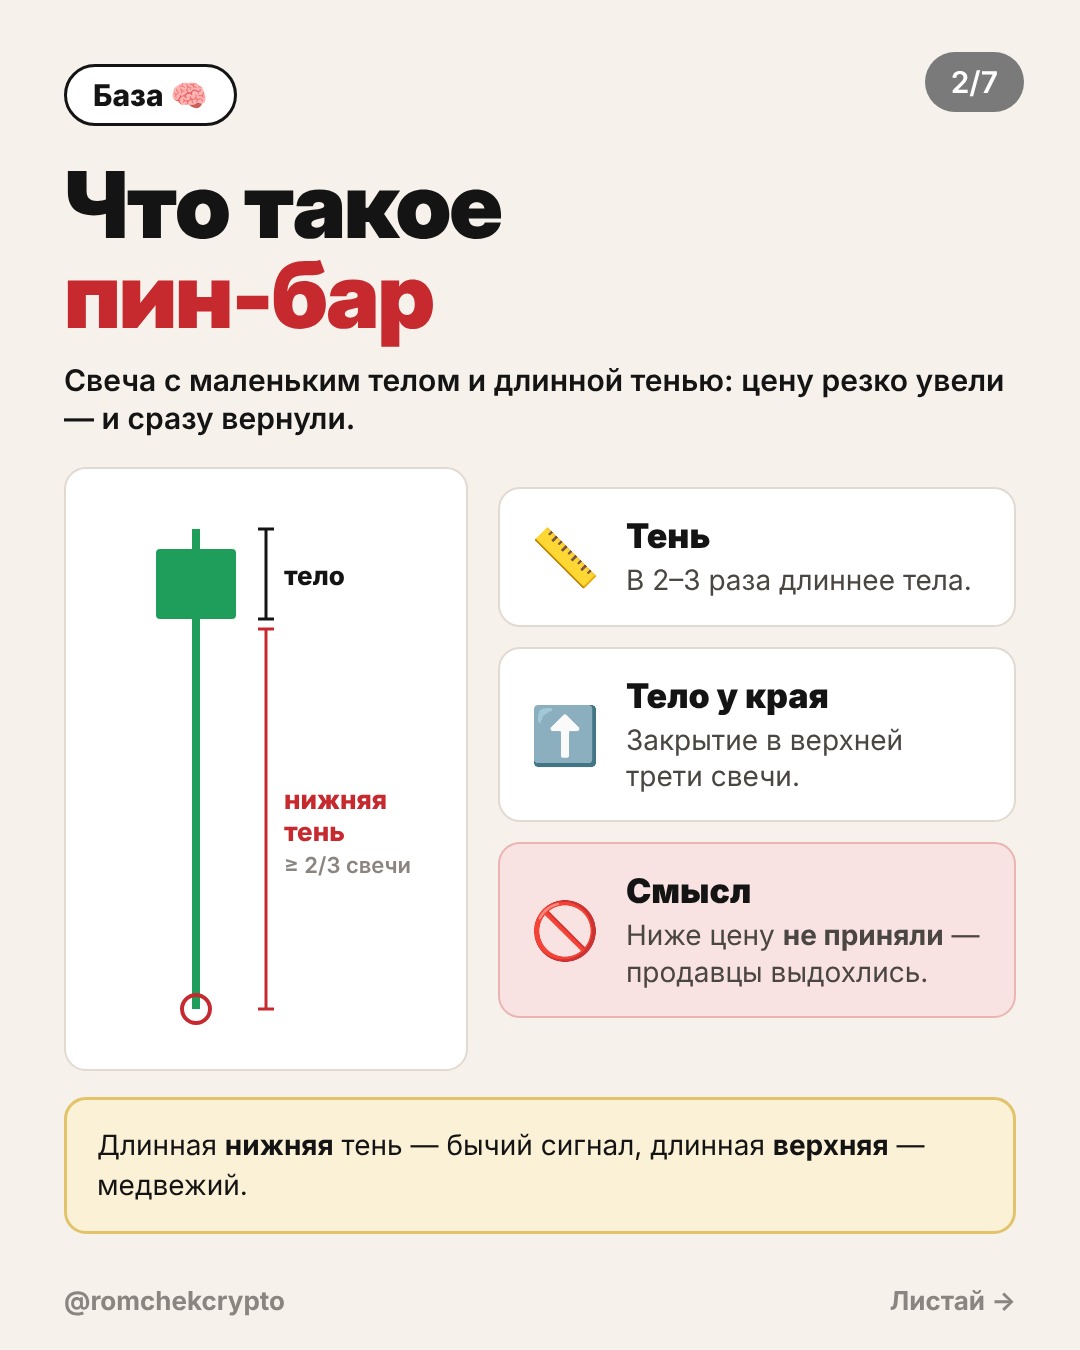 База 🧠
2/7
Что такое
пин-бар
Свеча с маленьким телом и длинной тенью: цену резко увели
— и сразу вернули.
тело
нижняя
тень
≥ 2/3 свечи
Тень
В 2–3 раза длиннее тела.
Тело у края
Закрытие в верхней
трети свечи.
Смысл
Ниже цену не приняли —
продавцы выдохлись.
Длинная нижняя тень — бычий сигнал, длинная верхняя —
медвежий.
@romchekcrypto
Листай →